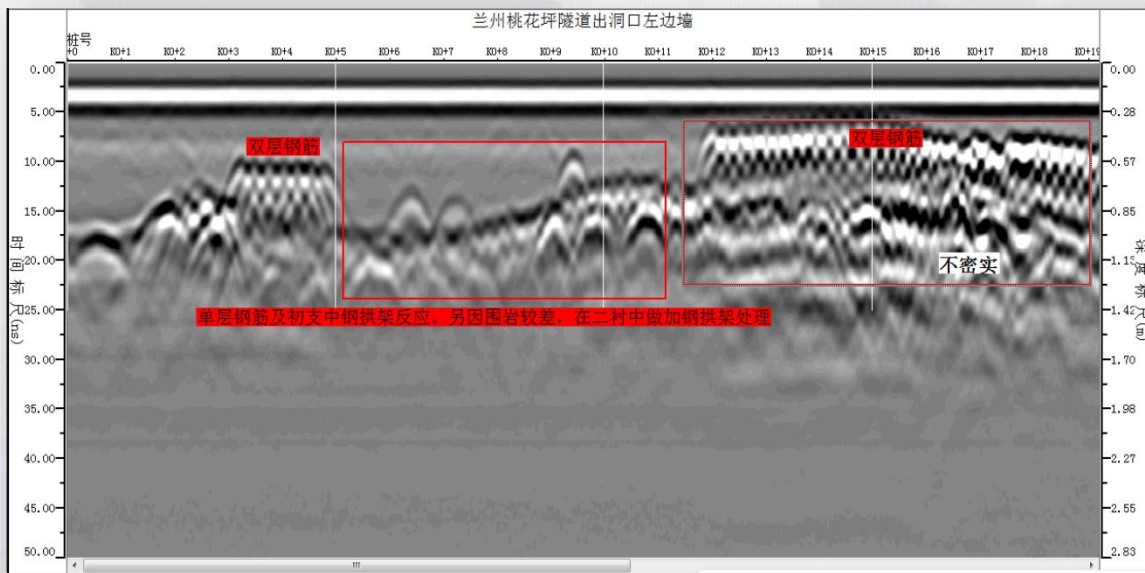 兰州桃花坪隧道出洞口左边墙
桩号
+0 K0+1 K0+2 K0+3 K0+4 K0+5 K0+6 K0+7 K0+8 K0+9 K0+10 K0+11 K0+12 K0+13 K0+14 K0+15 K0+16 K0+17 K0+18 K0+19
0.00 0.00
5.00 0.28
双层钢筋 双层钢筋
10.00 0.57
15.00 0.85
时间标尺(ns) 深度标尺(m)
20.00 1.13
不密实
25.00 1.42
单层钢筋及初支中钢拱架反应。另因围岩较差，在二衬中做加钢拱架处理
30.00 1.70
35.00 1.98
40.00 2.27
45.00 2.55
50.00 2.83